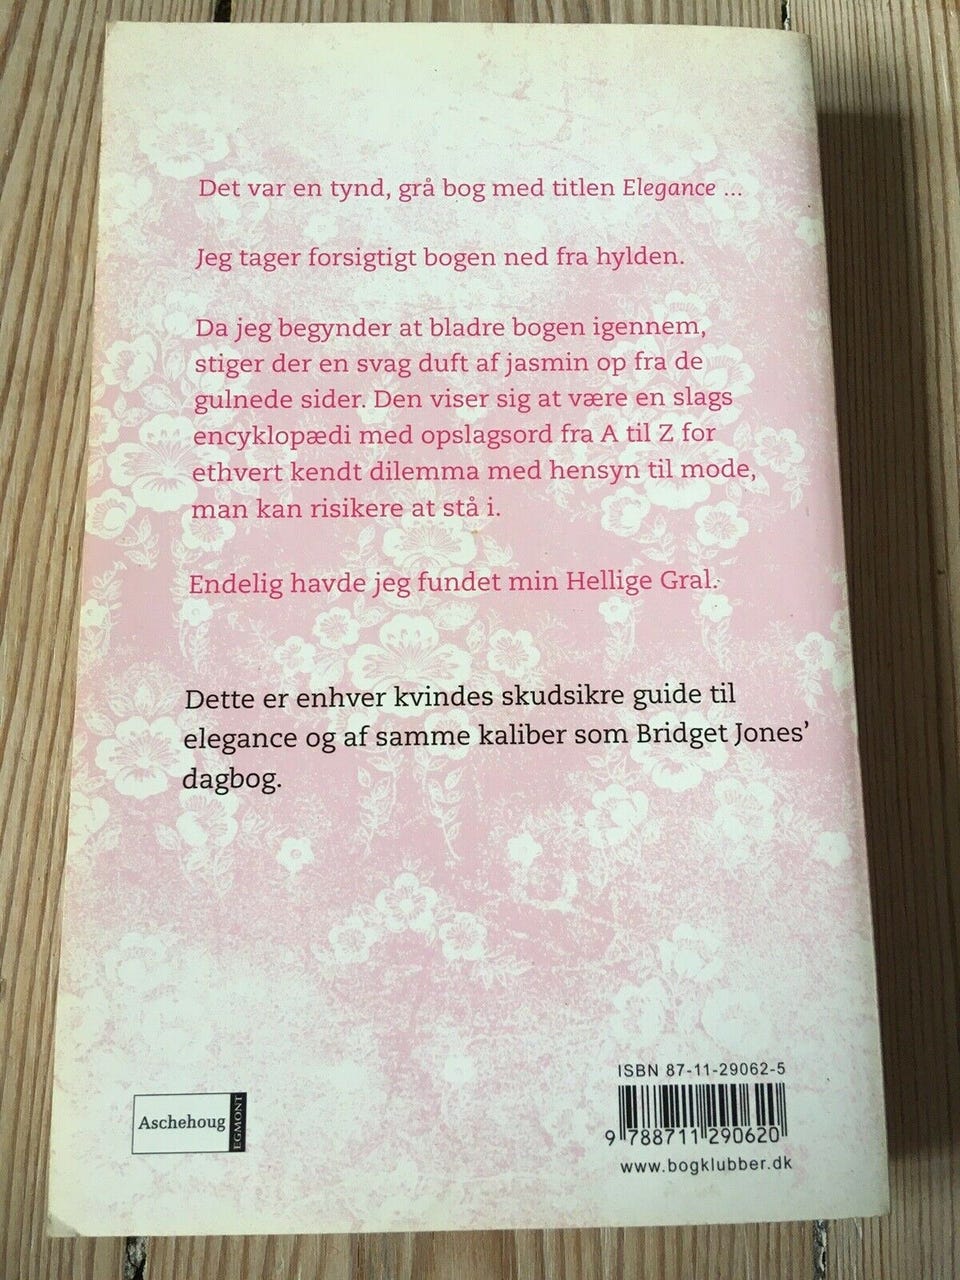 Det var en tynd, grå bog med titlen Elegance ...
Jeg tager forsigtigt bogen ned fra hylden.
Da jeg begynder at bladre bogen igennem,
stiger der en svag duft af jasmin op fra de
gulnede sider. Den viser sig at være en slags
encyklopædi med opslagsord fra A til Z for
ethvert kendt dilemma med hensyn til mode,
man kan risikere at stå i.
Endelig havde jeg fundet min Hellige Gral.
Dette er enhver kvindes skudsikre guide til
elegance og af samme kaliber som Bridget Jones’
dagbog.
Aschehoug
EGMONT
ISBN 87-11-29062-5
9 788711 290620
www.bogklubber.dk